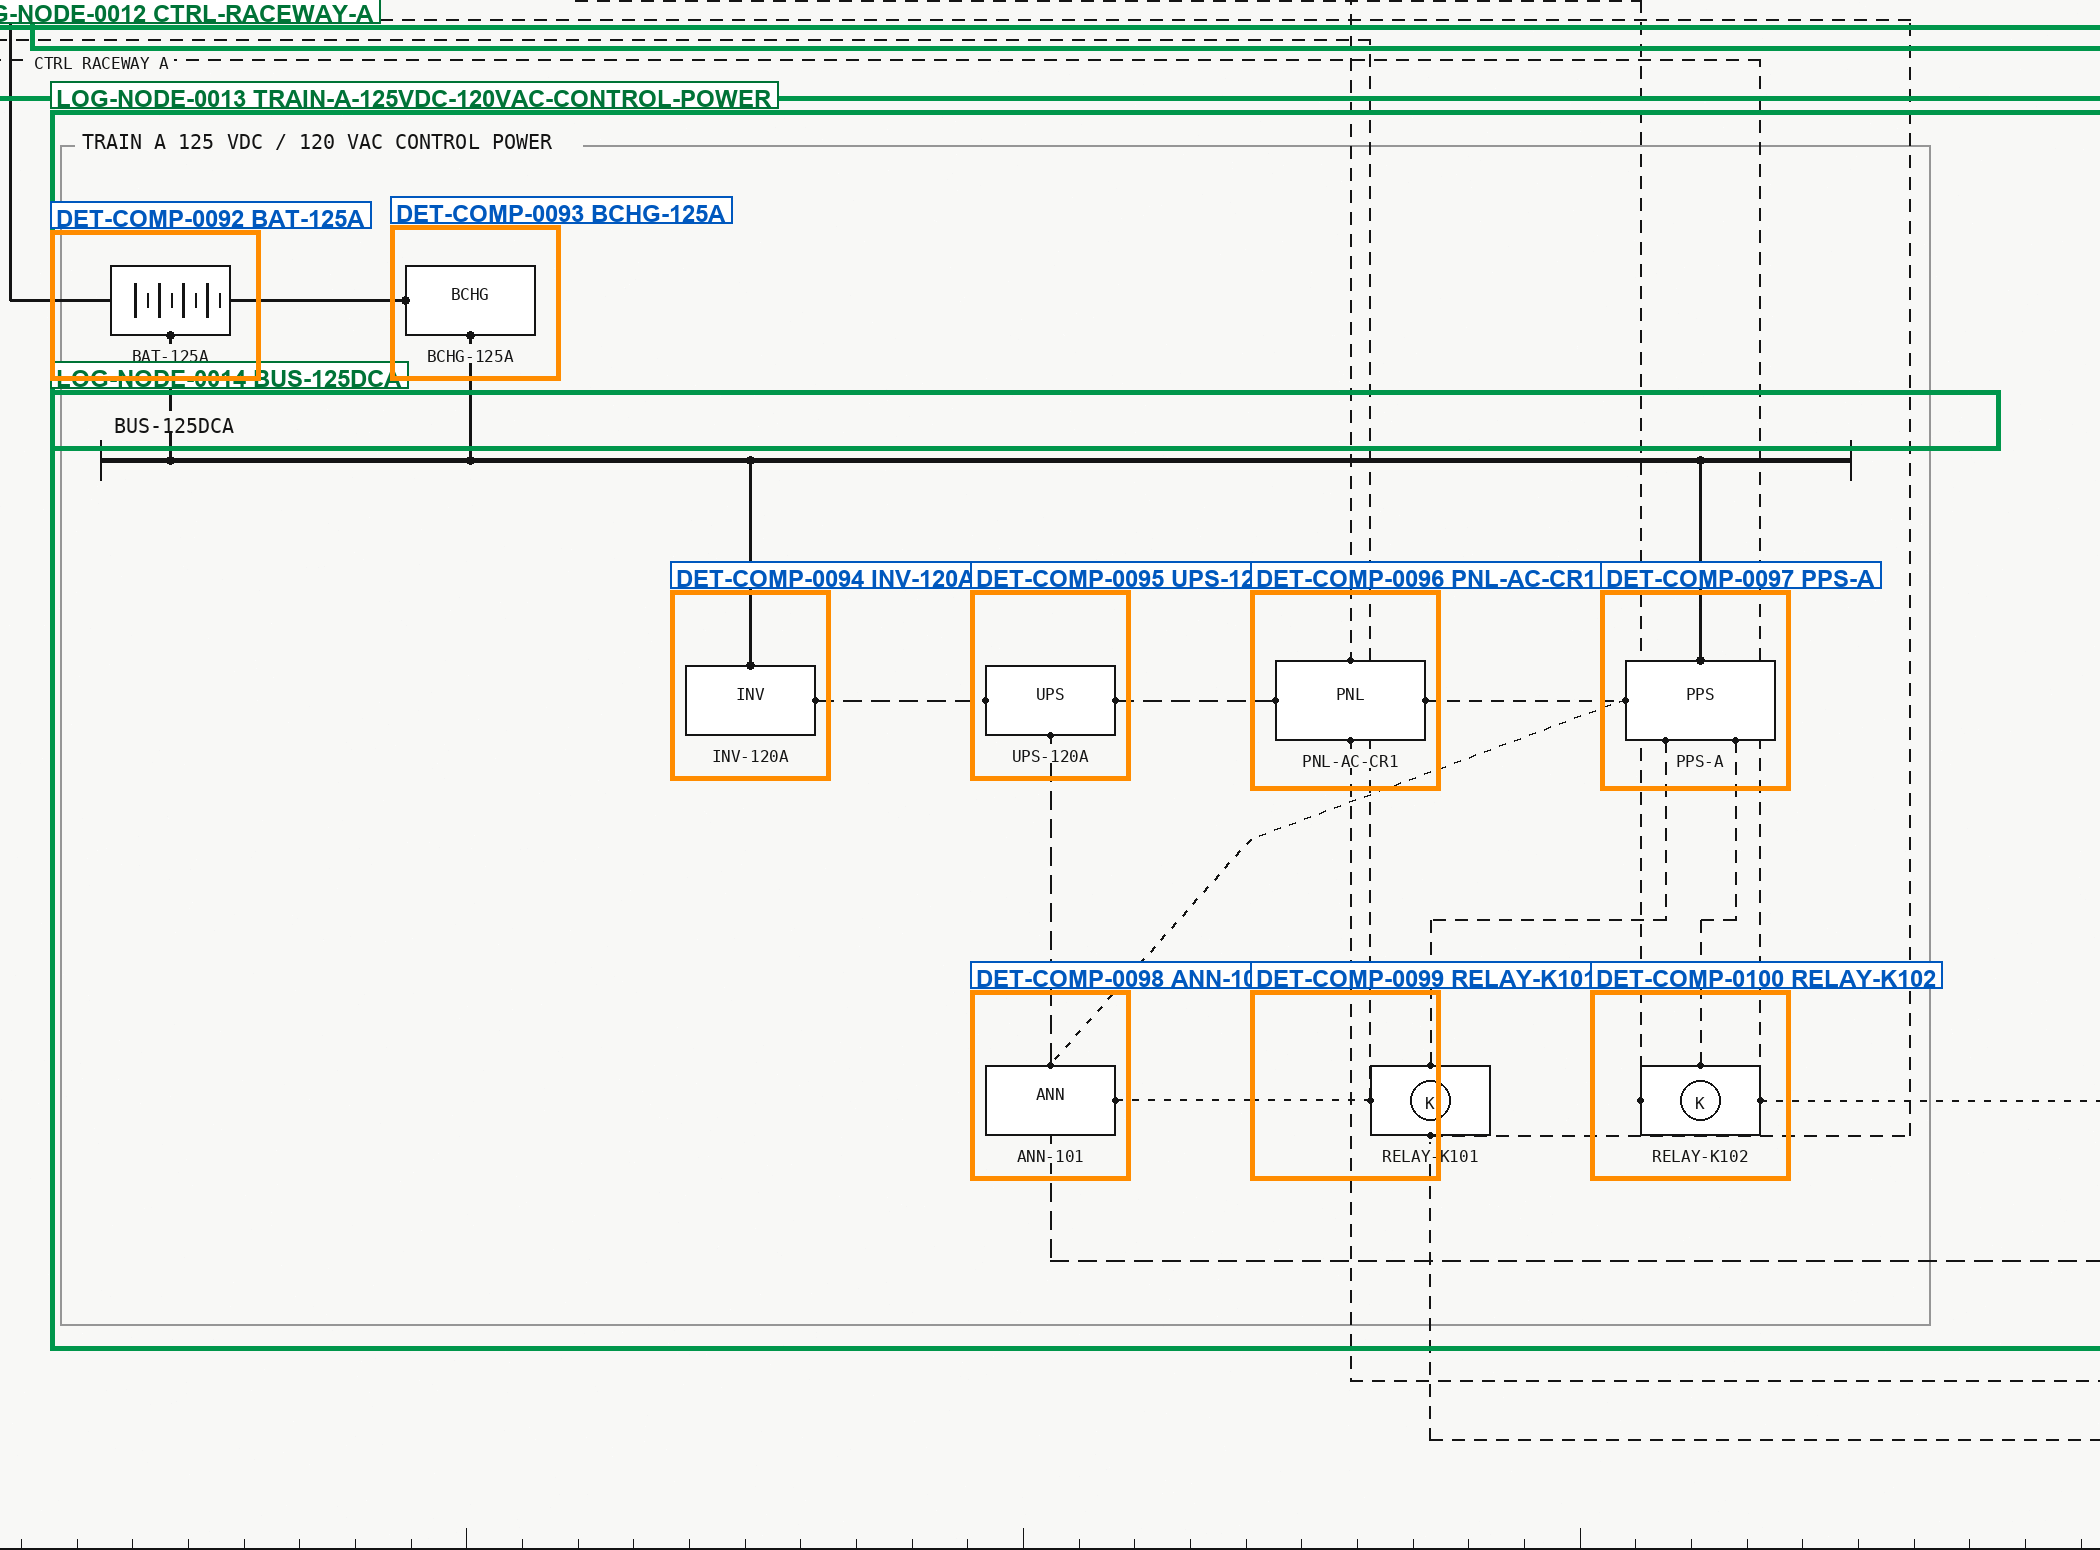 G-NODE-0012 CTRL-RACEWAY-A
CTRL RACEWAY A
LOG-NODE-0013 TRAIN-A-125VDC-120VAC-CONTROL-POWER
TRAIN A 125 VDC / 120 VAC CONTROL POWER
DET-COMP-0092 BAT-125A
DET-COMP-0093 BCHG-125A
BCHG
BAT-125A
BCHG-125A
LOG-NODE-0014 BUS-125DCA
BUS-125DCA
DET-COMP-0094 INV-120A
DET-COMP-0095 UPS-12
DET-COMP-0096 PNL-AC-CR1
DET-COMP-0097 PPS-A
INV
UPS
PNL
PPS
INV-120A
UPS-120A
PNL-AC-CR1
PPS-A
DET-COMP-0098 ANN-10
DET-COMP-0099 RELAY-K101
DET-COMP-0100 RELAY-K102
ANN
K
K
ANN-101
RELAY-K101
RELAY-K102